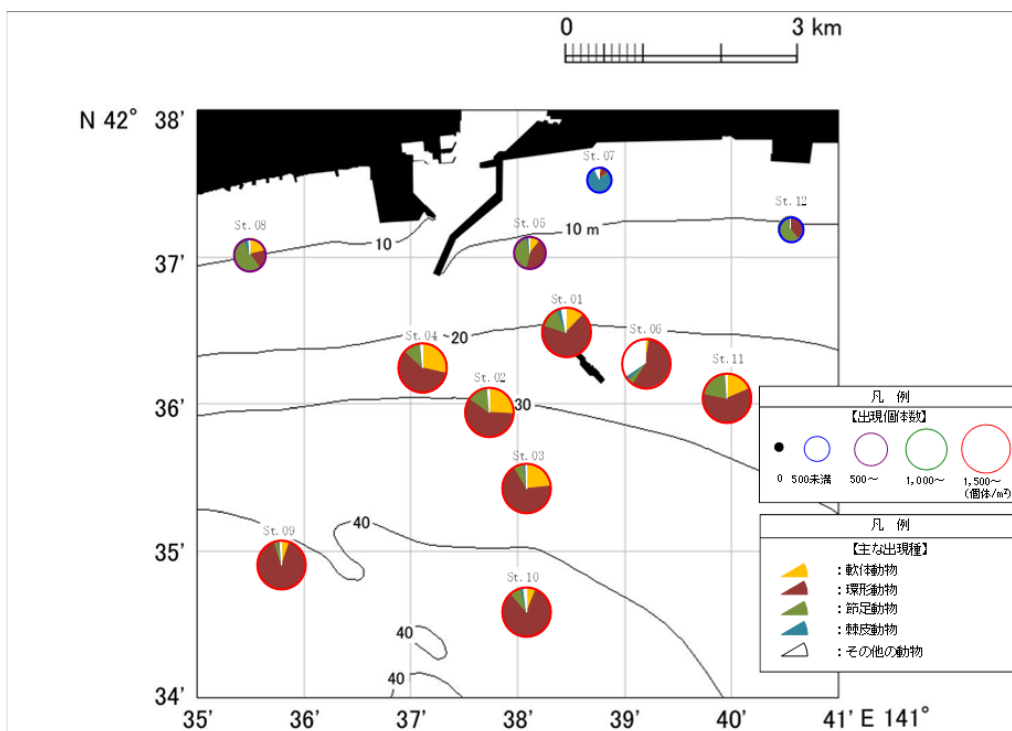 0 3 km
N 42° 38'
St.07
St.12
St.08
St.05
10 m
10
37'
St.01
St.04
20
St.06
St.11
St.02
36'
30
凡 例
【出現個体数】
St.03
0 500未満 500～ 1,000～ 1,500～
(個体/m²)
凡 例
40
St.09
35'
【主な出現種】
：軟体動物
：環形動物
St.10
：節足動物
40
：棘皮動物
：その他の動物
40
34'
35' 36' 37' 38' 39' 40' 41' E 141°